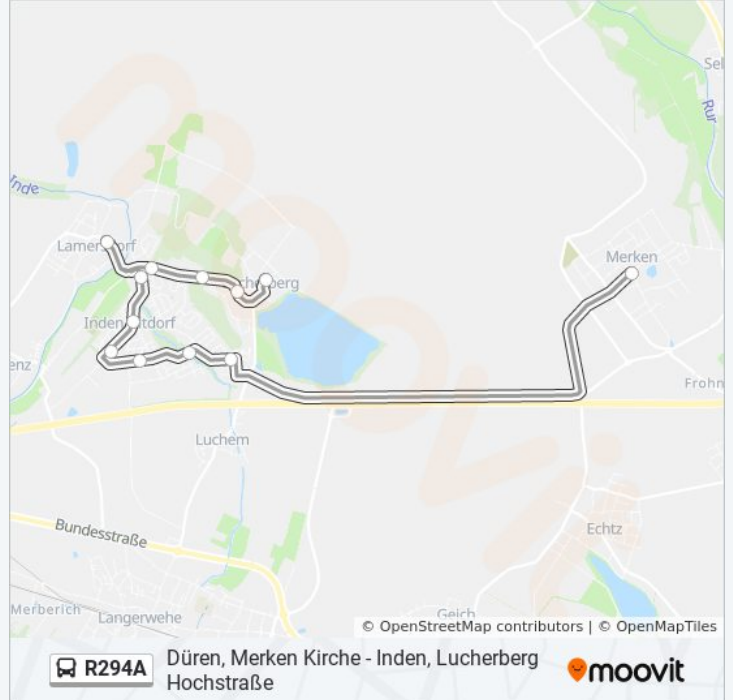 Sel
Rur
Inde
Lamersdorf
Merken
Lucherberg
Inden/Altdorf
enz
Frohn
Luchem
Bundesstraße
Echtz
Merberich
Langerwehe
Geich
© OpenStreetMap contributors | © OpenMapTiles
R294A
Düren, Merken Kirche - Inden, Lucherberg
Hochstraße
moovit